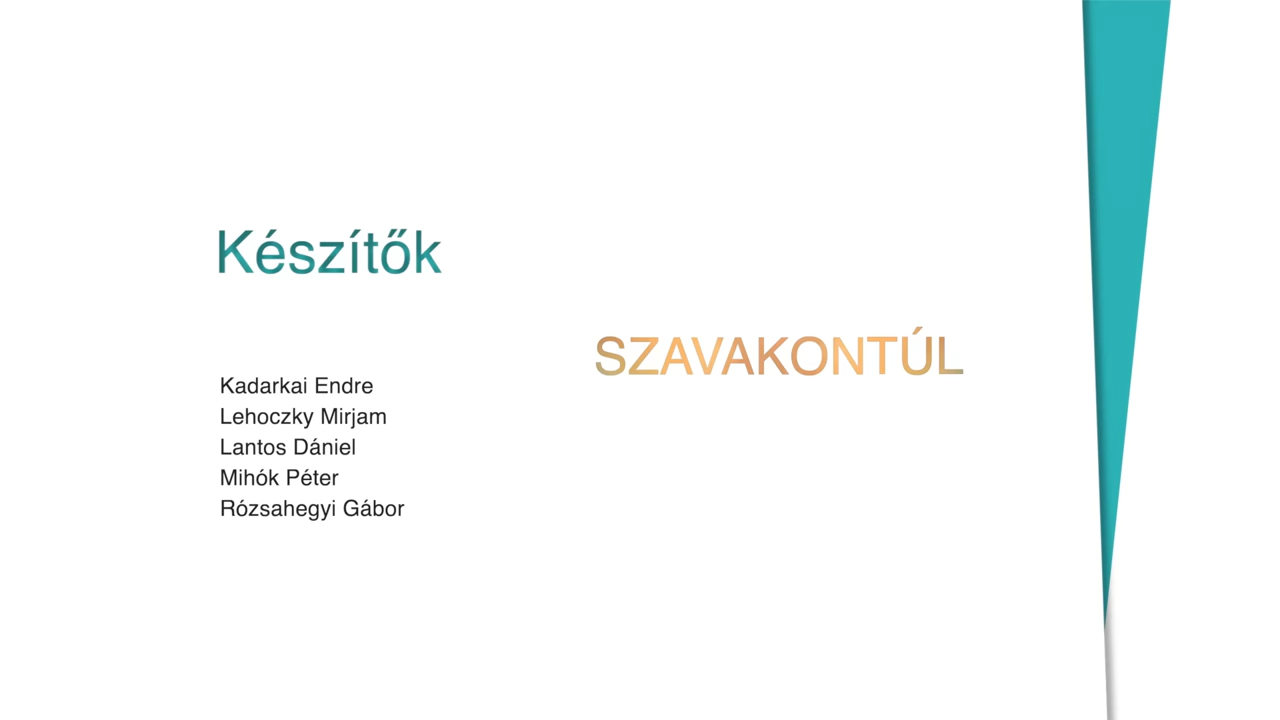 Készítők
SZAVAKONTÚL
Kadarkai Endre
Lehoczky Mirjam
Lantos Dániel
Mihók Péter
Rózsahegyi Gábor